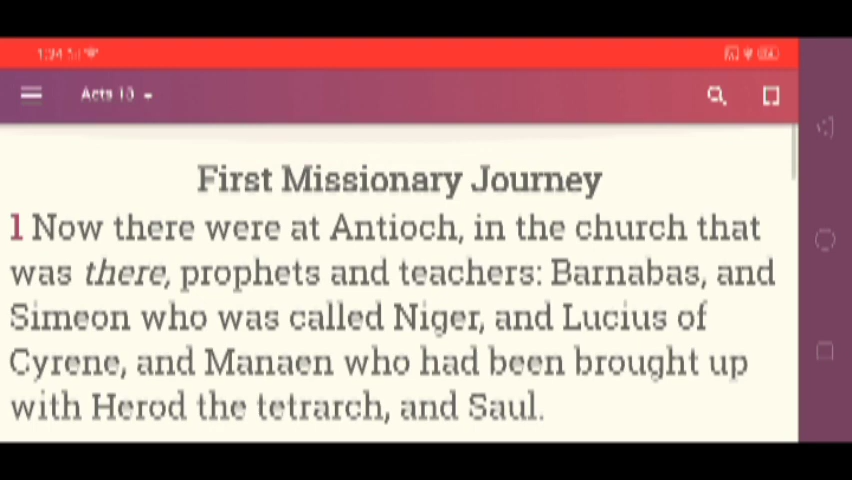 Acts 13
First Missionary Journey
1 Now there were at Antioch, in the church that
was there, prophets and teachers: Barnabas, and
Simeon who was called Niger, and Lucius of
Cyrene, and Manaen who had been brought up
with Herod the tetrarch, and Saul.